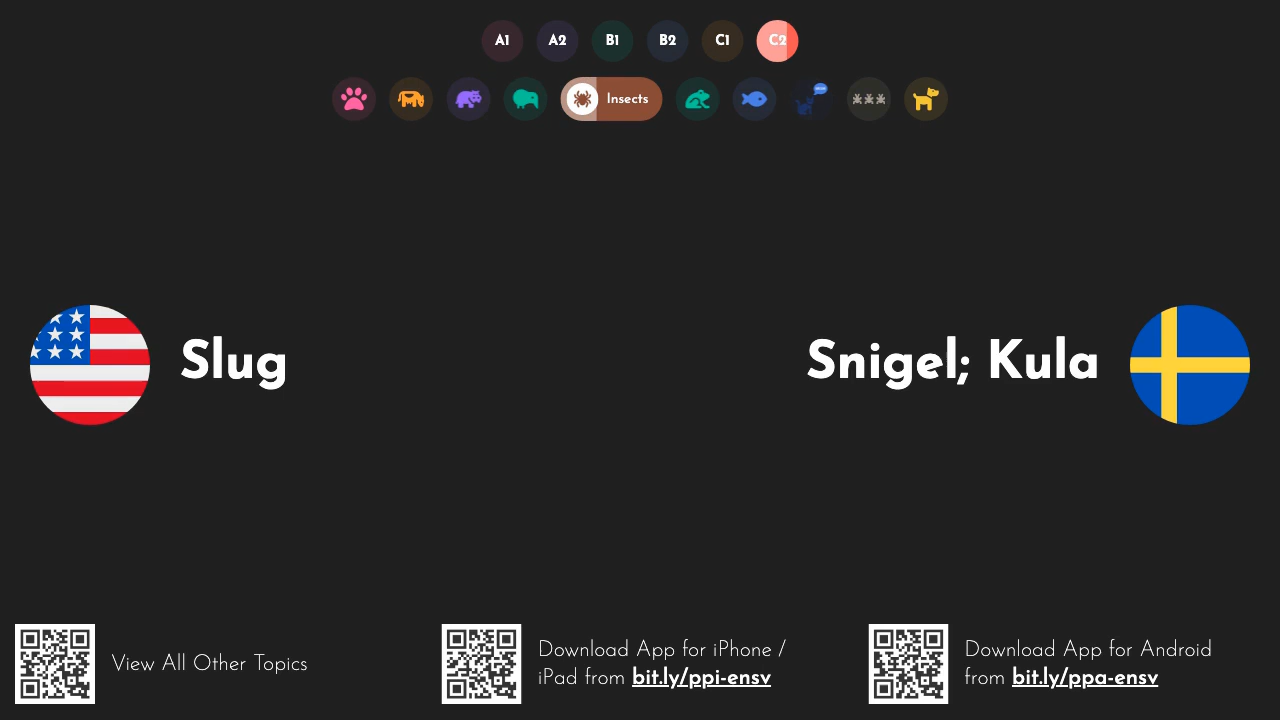 A1 A2 B1 B2 C1 C2
Insects
Slug
Snigel; Kula
View All Other Topics
Download App for iPhone /
iPad from bit.ly/ppi-ensv
Download App for Android
from bit.ly/ppa-ensv